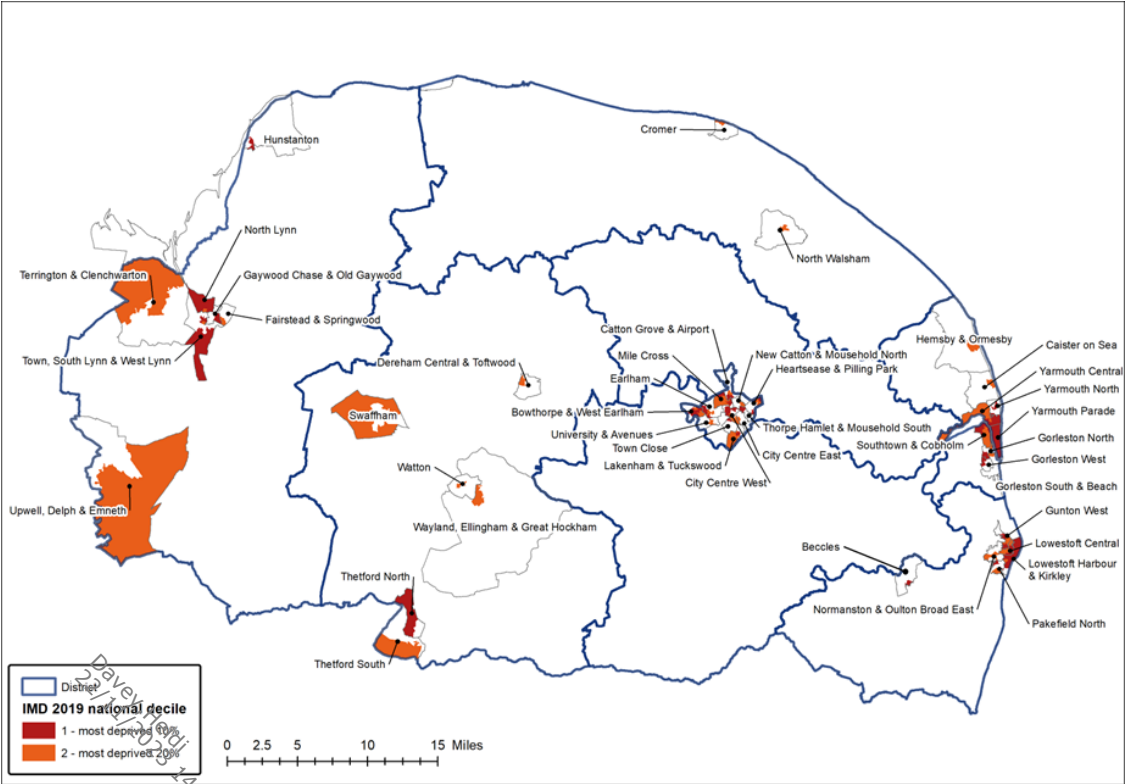 Cromer
Hunstanton
North Lynn
North Walsham
Terrington & Clenchwarton
Gaywood Chase & Old Gaywood
Fairstead & Springwood
Catton Grove & Airport
Hemsby & Ormesby
Caister on Sea
Town, South Lynn & West Lynn
Dereham Central & Toftwood
Mile Cross
New Catton & Mousehold North
Heartsease & Pilling Park
Yarmouth Central
Earlham
Yarmouth North
Swaffham
Bowthorpe & West Earlham
Yarmouth Parade
University & Avenues
Thorpe Hamlet & Mousehold South
Southtown & Cobholm
Gorleston North
Town Close
City Centre East
Watton
Lakenham & Tuckswood
Gorleston West
City Centre West
Gorleston South & Beach
Upwell, Delph & Emneth
Wayland, Ellingham & Great Hockham
Gunton West
Beccles
Lowestoft Central
Thetford North
Lowestoft Harbour
& Kirkley
Normanston & Oulton Broad East
Pakefield North
Thetford South
District
IMD 2019 national decile
1 - most deprived 10%
2 - most deprived 20%
0 2.5 5 10 15 Miles